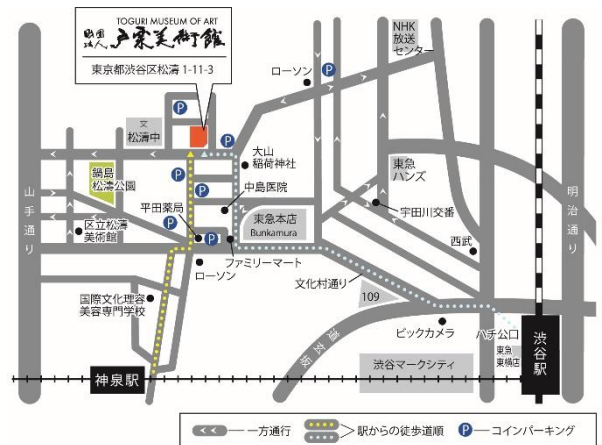 TOGURI MUSEUM OF ART
財団法人 戸栗美術館
東京都渋谷区松濤 1-11-3
NHK
放送
センター
ローソン
P
P
文
松濤中
P
大山
稲荷神社
鍋島
松濤公園
P
P
中島医院
東急
ハンズ
山手通り
明治通り
平田薬局
東急本店
Bunkamura
宇田川交番
区立松濤
美術館
P
P
西武
ファミリーマート
ローソン
文化村通り
国際文化理容
美容専門学校
109
ビックカメラ
ハチ公口
渋谷駅
道玄坂
東急
東横店
神泉駅
渋谷マークシティ
一方通行
駅からの徒歩道順
P
コインパーキング